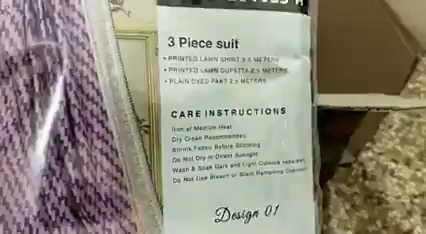 3 Piece suit
• PRINTED LAWN SHIRT METERS
• PRINTED LAWN DUPATTA 2.5 METERS
• PLAIN DYED PANT 2.5 METERS
CARE INSTRUCTIONS
Iron at Medium Heat
Dry Clean Recommended
Shrink Fabric Before Stitching
Do Not Dry in Direct Sunlight
Wash & Soak Dark and Light Colours separately
Do Not Use Bleach or Stain Removing Chemicals
Design 01